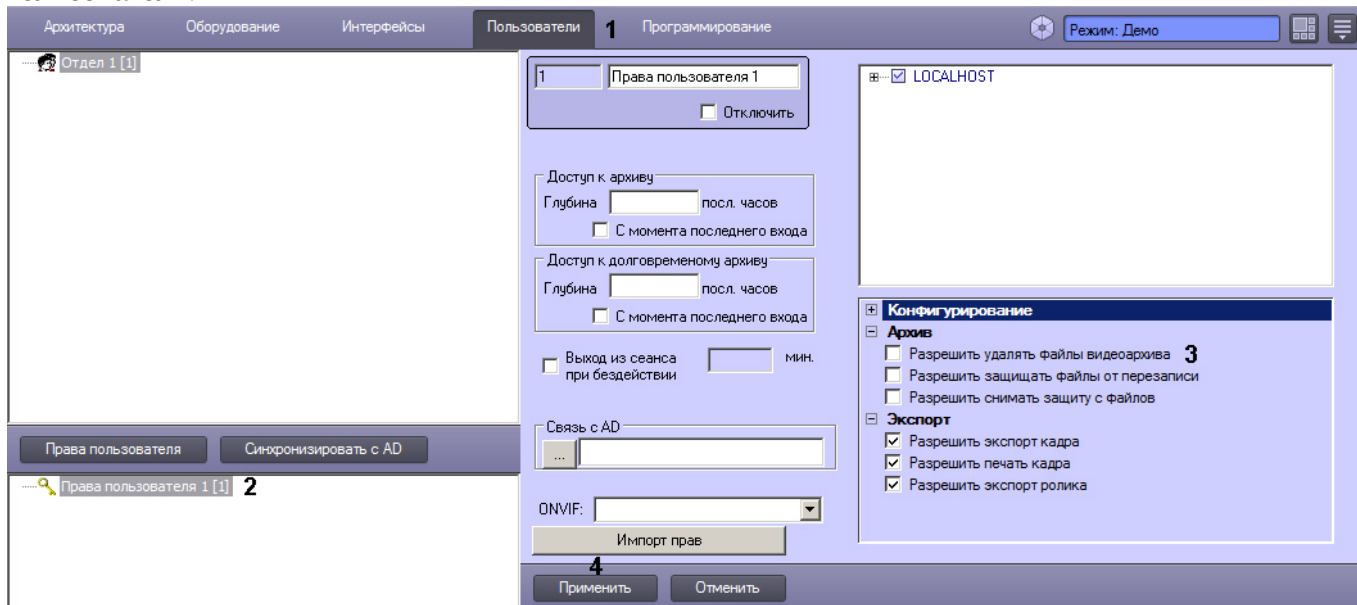 Архитектура Оборудование Интерфейсы Пользователи 1 Программирование Режим: Демо
Отдел 1 [1]
1 Права пользователя 1
Отключить
LOCALHOST
Доступ к архиву
Глубина посл. часов
С момента последнего входа
Доступ к долговременому архиву
Глубина посл. часов
С момента последнего входа
Выход из сеанса при бездействии мин.
Конфигурирование
Архив
Разрешить удалять файлы видеоархива 3
Разрешить защищать файлы от перезаписи
Разрешить снимать защиту с файлов
Экспорт
Разрешить экспорт кадра
Разрешить печать кадра
Разрешить экспорт ролика
Связь с AD
...
Права пользователя Синхронизировать с AD
Права пользователя 1 [1] 2
ONVIF:
Импорт прав
4
Применить Отменить